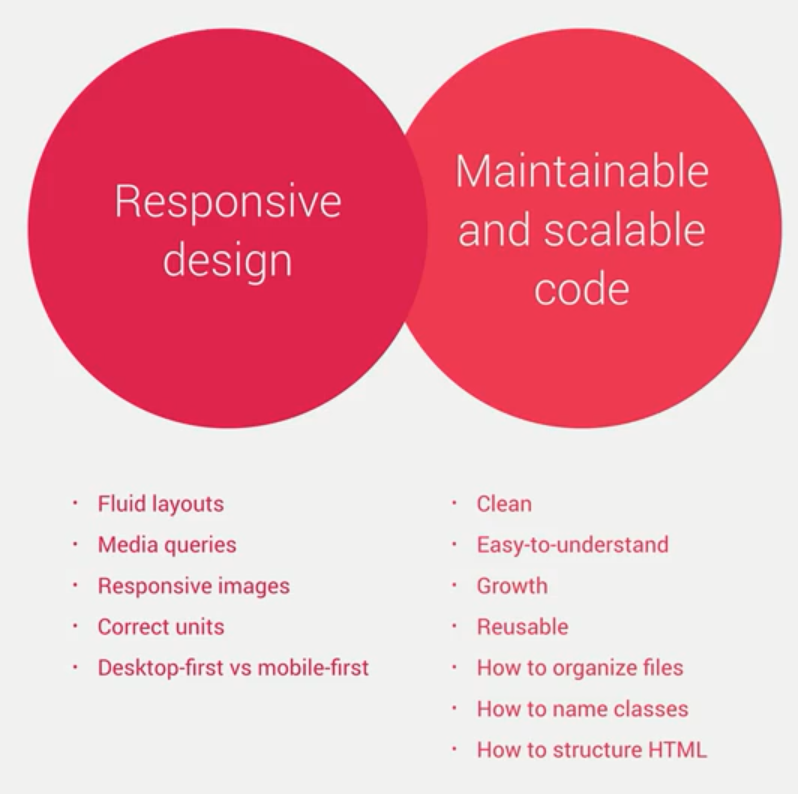 Responsive
design
Maintainable
and scalable
code
· Fluid layouts
· Media queries
· Responsive images
· Correct units
· Desktop-first vs mobile-first
· Clean
· Easy-to-understand
· Growth
· Reusable
· How to organize files
· How to name classes
· How to structure HTML